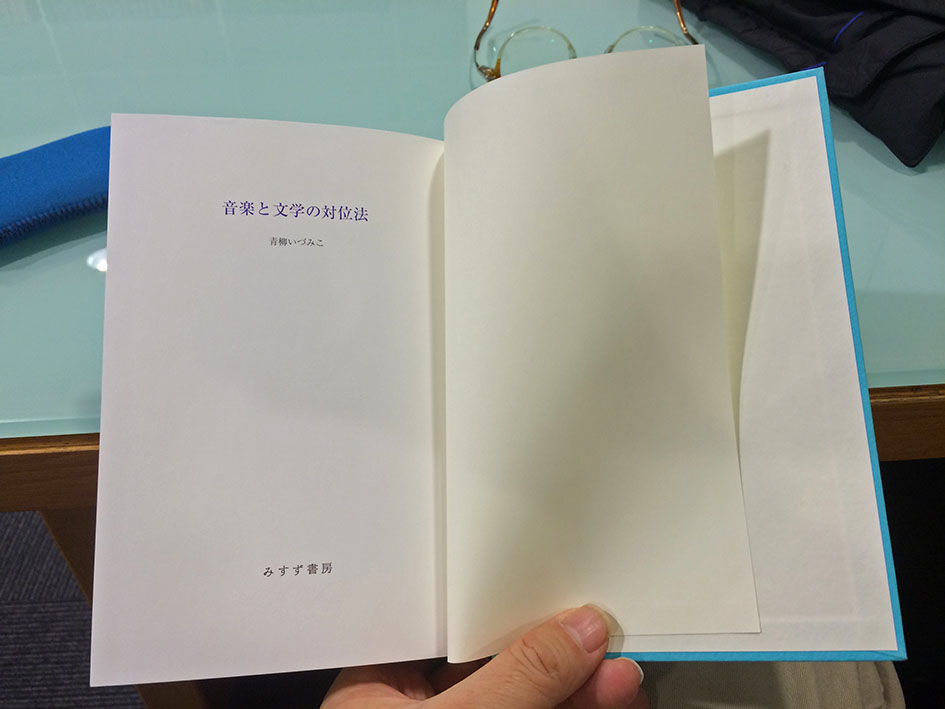 音楽と文学の対位法
青柳いづみこ
みすず書房